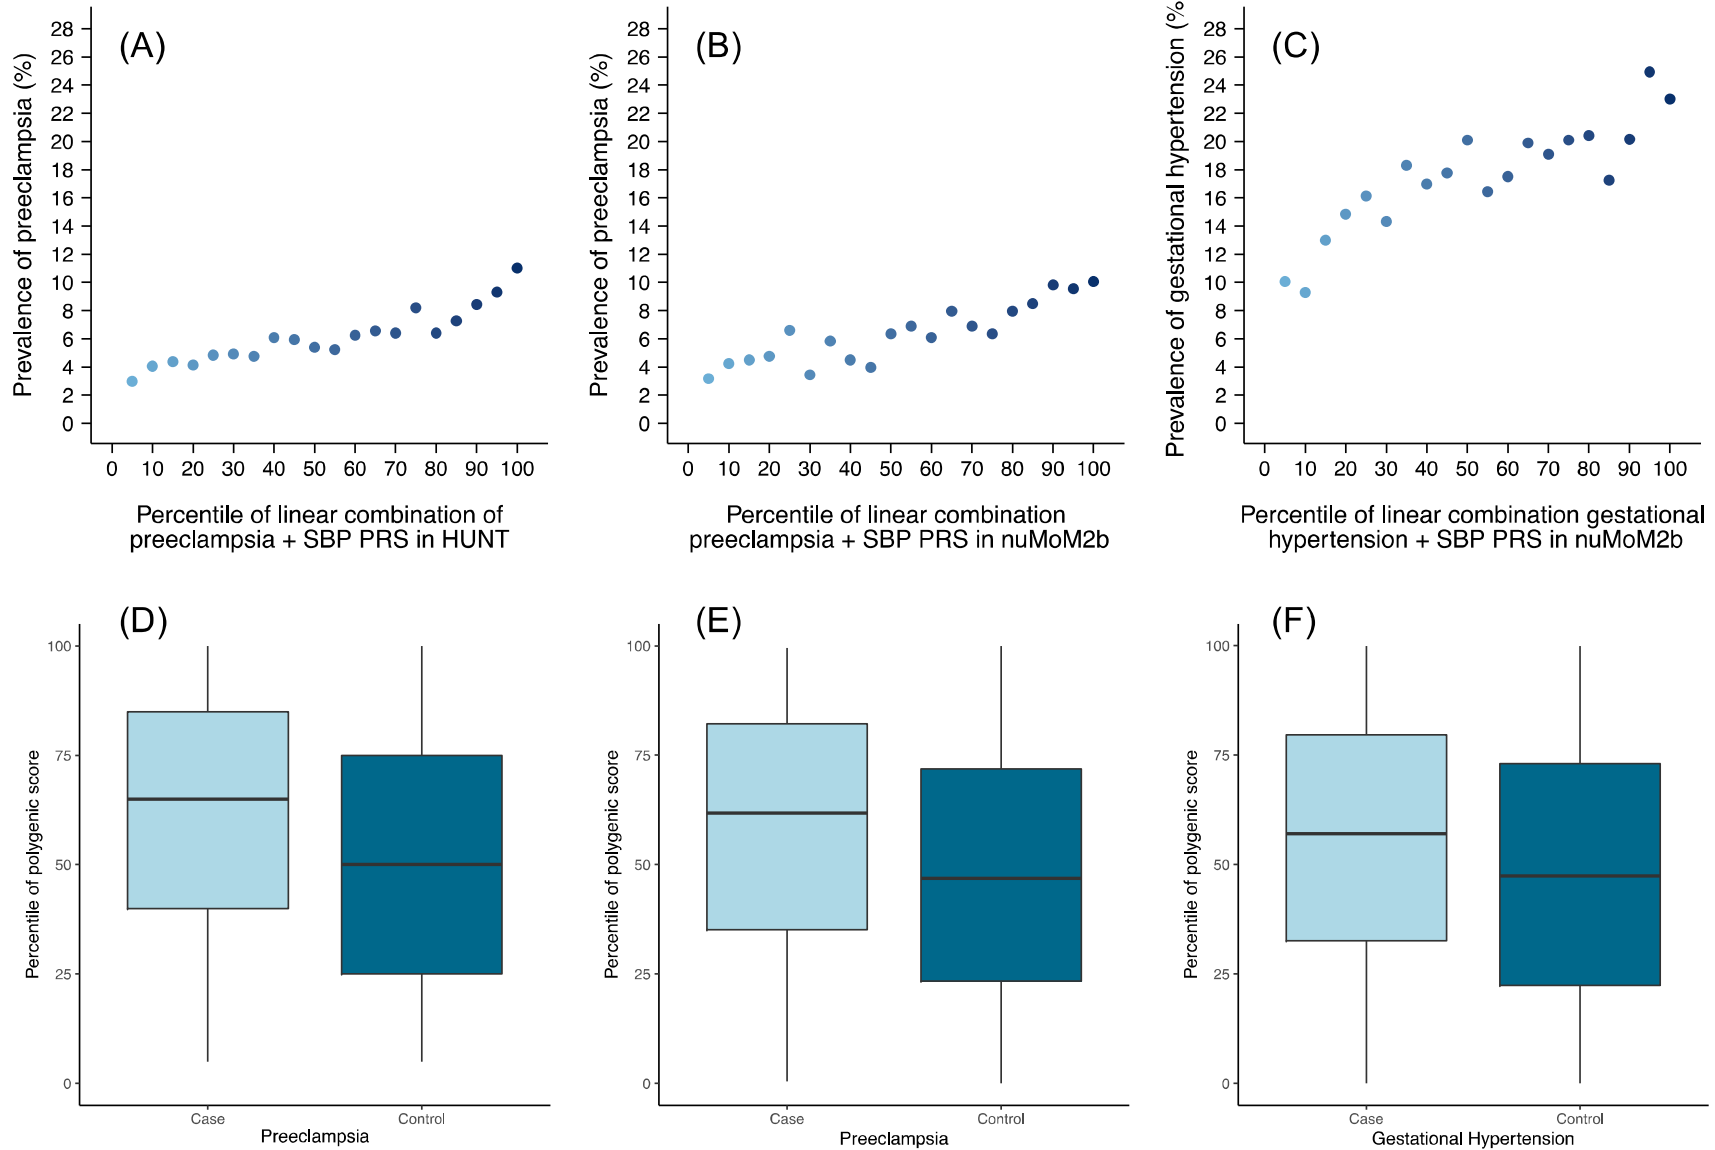 (A)
Prevalence of preeclampsia (%)
28
26
24
22
20
18
16
14
12
10
8
6
4
2
0
0 10 20 30 40 50 60 70 80 90 100
Percentile of linear combination of
preeclampsia + SBP PRS in HUNT
(B)
Prevalence of preeclampsia (%)
28
26
24
22
20
18
16
14
12
10
8
6
4
2
0
0 10 20 30 40 50 60 70 80 90 100
Percentile of linear combination
preeclampsia + SBP PRS in nuMoM2b
(C)
Prevalence of gestational hypertension (%
28
26
24
22
20
18
16
14
12
10
8
6
4
2
0
0 10 20 30 40 50 60 70 80 90 100
Percentile of linear combination gestational
hypertension + SBP PRS in nuMoM2b
(D)
Percentile of polygenic score
100
75
50
25
0
Case Control
Preeclampsia
(E)
Percentile of polygenic score
100
75
50
25
0
Case Control
Preeclampsia
(F)
Percentile of polygenic score
100
75
50
25
0
Case Control
Gestational Hypertension